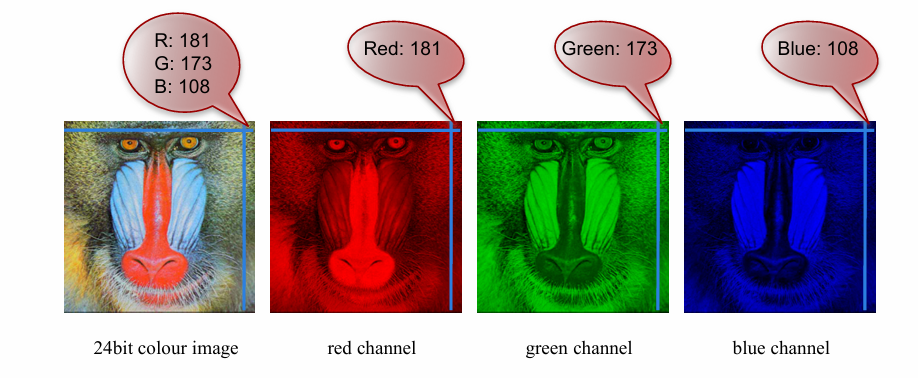 R: 181
G: 173
B: 108
Red: 181
Green: 173
Blue: 108
24bit colour image
red channel
green channel
blue channel